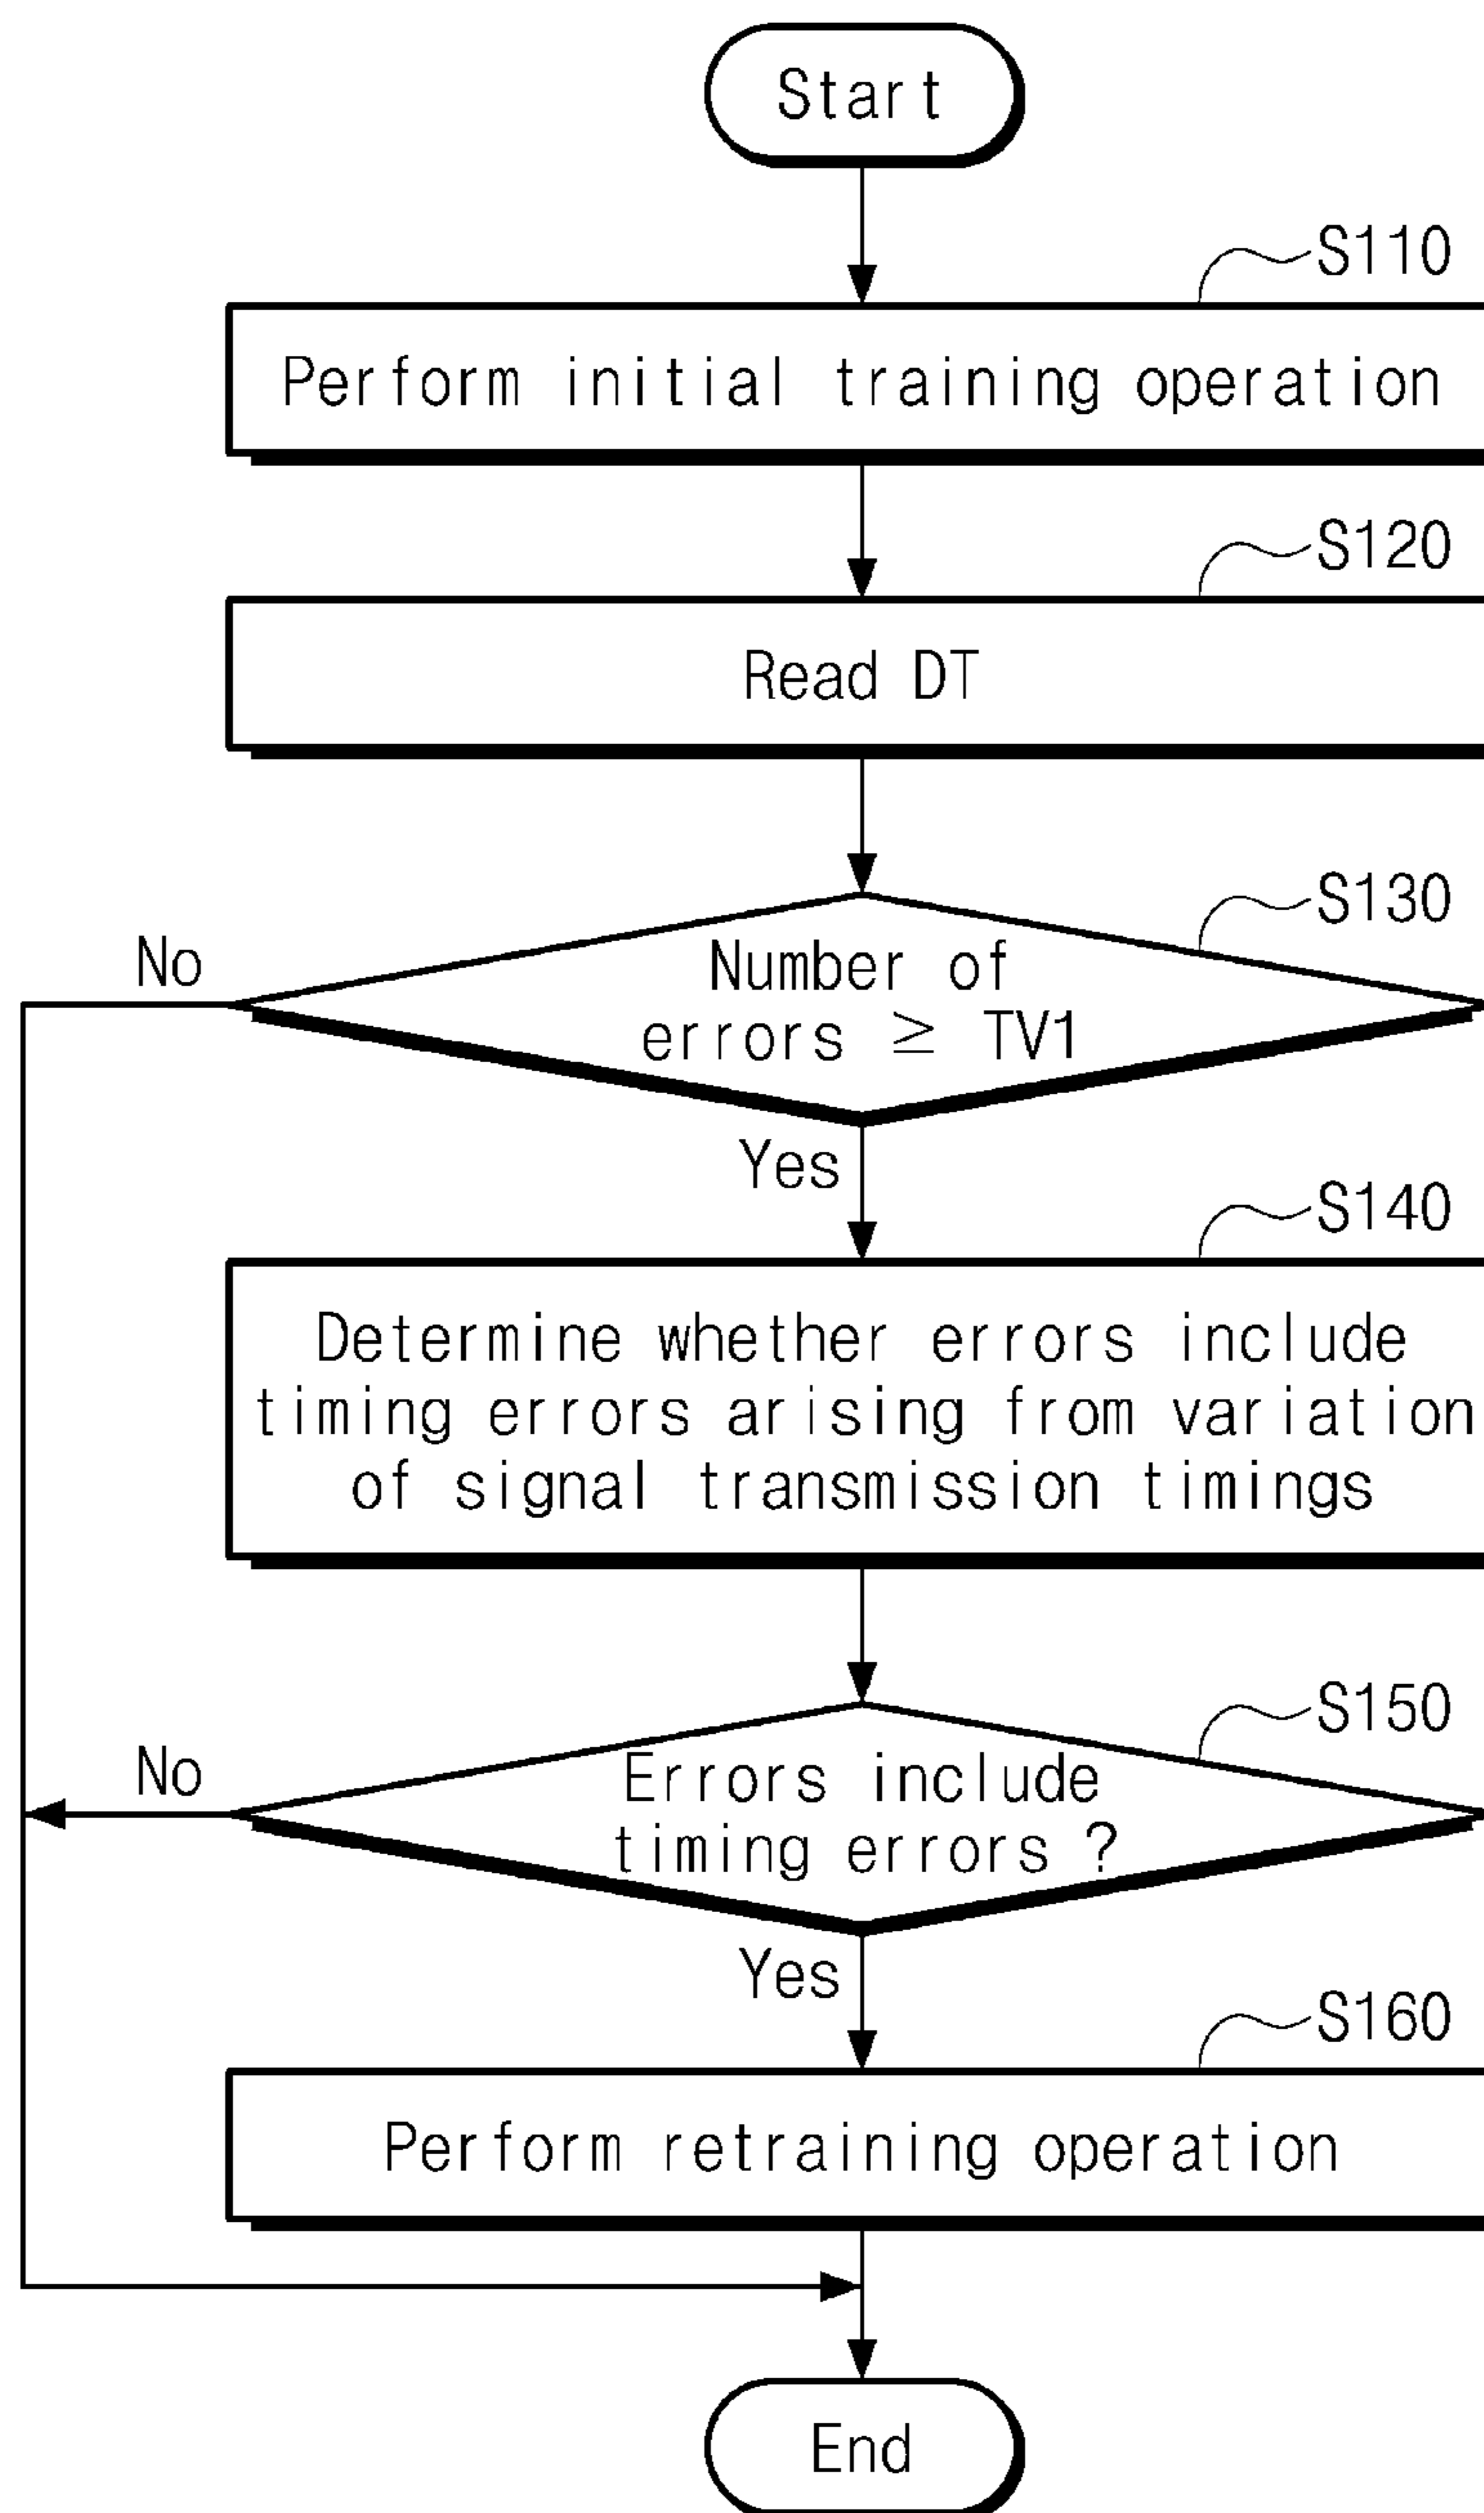 Start
S110
Perform initial training operation
S120
Read DT
S130
No
Number of
errors ≥ TV1
Yes
S140
Determine whether errors include
timing errors arising from variation
of signal transmission timings
S150
No
Errors include
timing errors ?
Yes
S160
Perform retraining operation
End